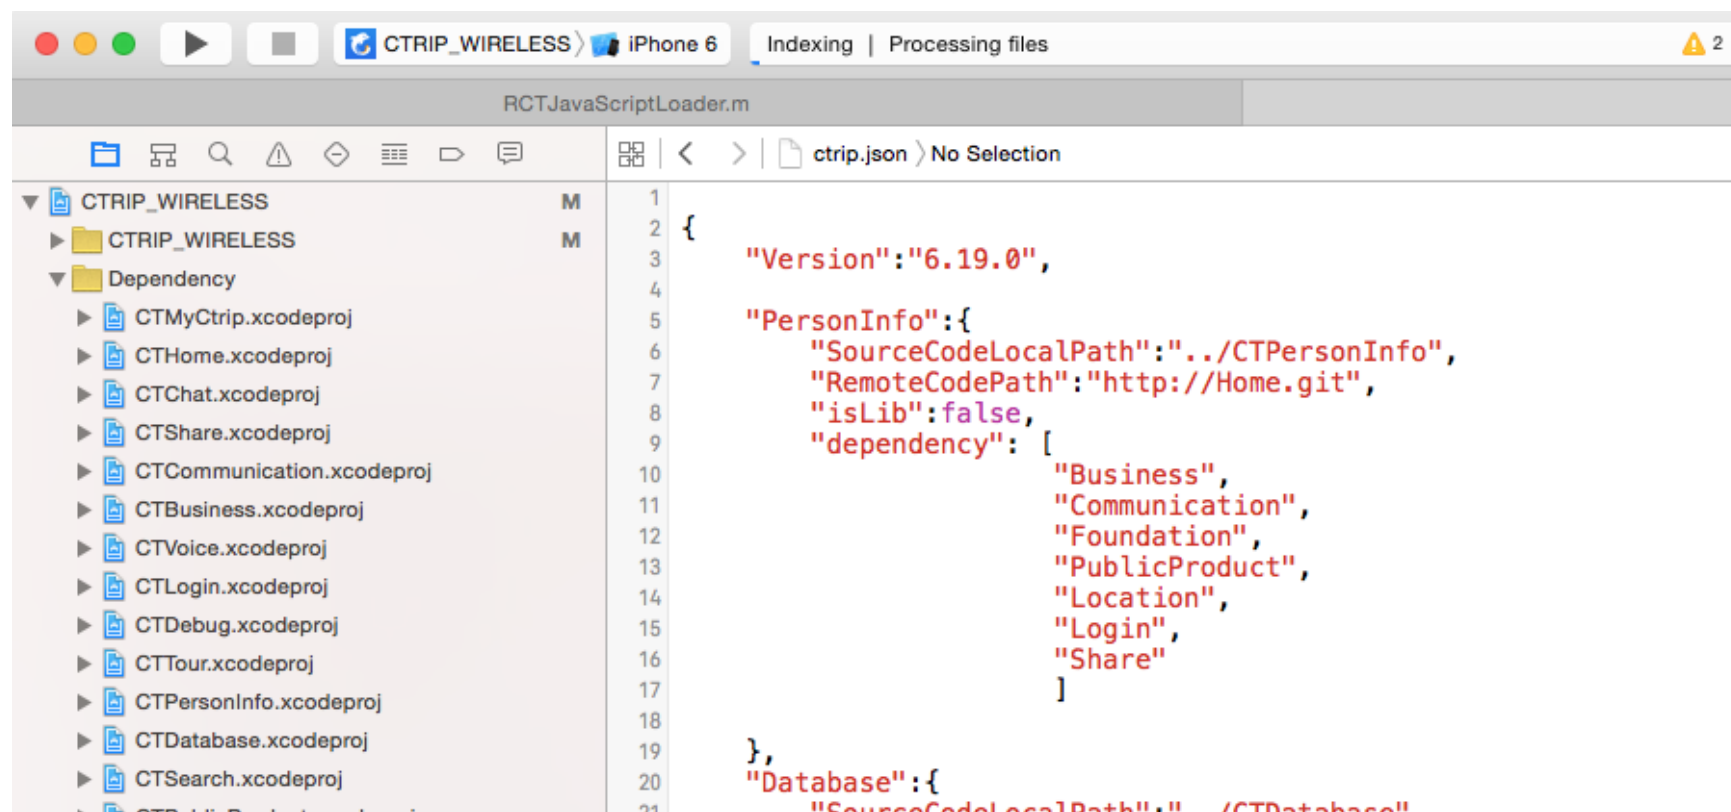 CTRIP_WIRELESS 〉 iPhone 6 Indexing | Processing files 2
RCTJavaScriptLoader.m
ctrip.json 〉 No Selection
CTRIP_WIRELESS M
CTRIP_WIRELESS M
Dependency
CTMyCtrip.xcodeproj
CTHome.xcodeproj
CTChat.xcodeproj
CTShare.xcodeproj
CTCommunication.xcodeproj
CTBusiness.xcodeproj
CTVoice.xcodeproj
CTLogin.xcodeproj
CTDebug.xcodeproj
CTTour.xcodeproj
CTPersonInfo.xcodeproj
CTDatabase.xcodeproj
CTSearch.xcodeproj
1
2 {
3 "Version":"6.19.0",
4
5 "PersonInfo":{
6 "SourceCodeLocalPath":"../CTPersonInfo",
7 "RemoteCodePath":"http://Home.git",
8 "isLib":false,
9 "dependency": [
10 "Business",
11 "Communication",
12 "Foundation",
13 "PublicProduct",
14 "Location",
15 "Login",
16 "Share"
17 ]
18
19 },
20 "Database":{
21 "SourceCodeLocalPath":"../CTDatabase"